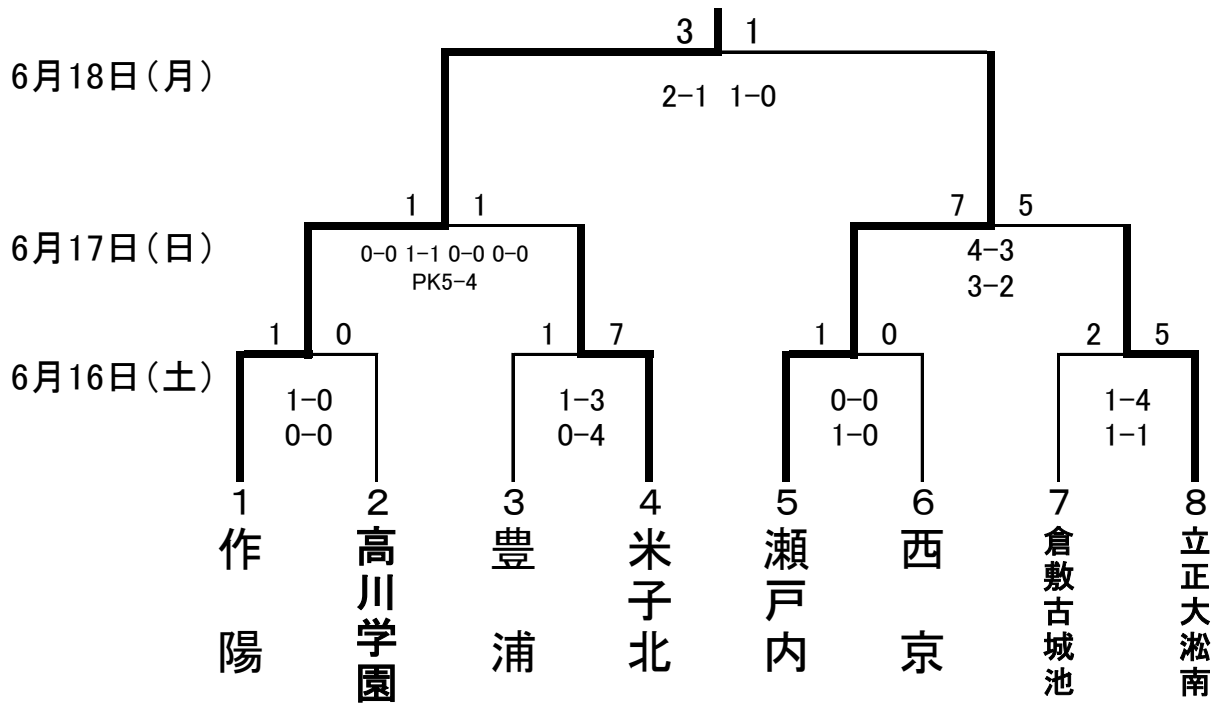 3 1
6月18日（月）
2-1 1-0
1 1
7 5
6月17日（日）
0-0 1-1 0-0 0-0
PK5-4
4-3
3-2
1 0
1 7
1 0
2 5
6月16日（土）
1-0
0-0
1-3
0-4
0-0
1-0
1-4
1-1
1
2
3
4
5
6
7
8
作陽
高川学園
豊浦
米子北
瀬戸内
西京
倉敷古城池
立正大淞南